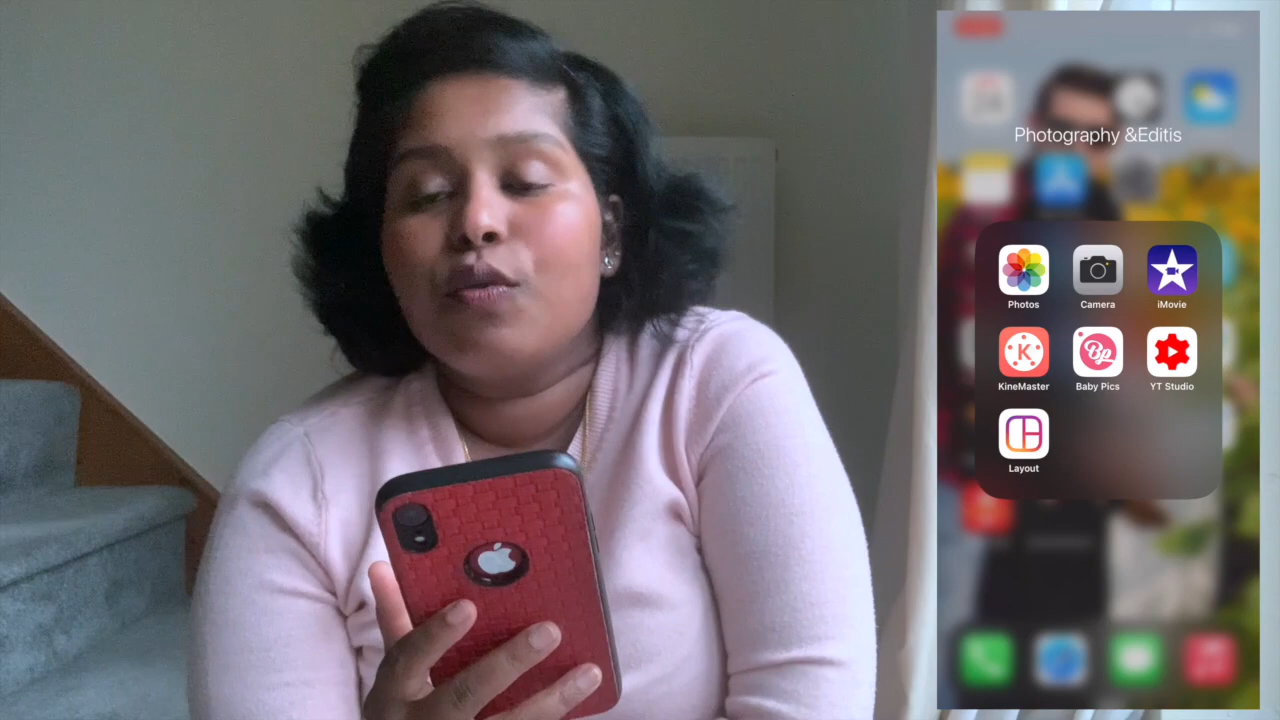 Photography &Editis
Photos
Camera
iMovie
KineMaster
Baby Pics
YT Studio
Layout